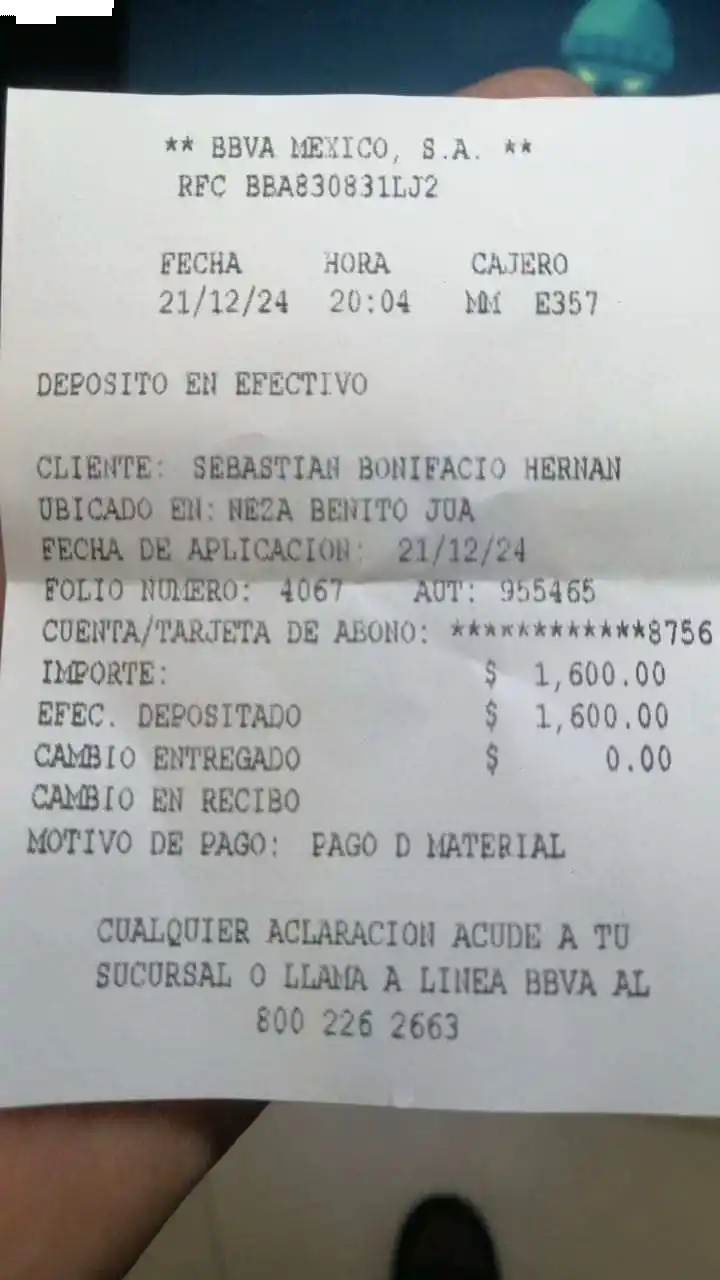 ** BBVA MEXICO, S.A. **
RFC BBA830831LJ2
FECHA HORA CAJERO
21/12/24 20:04 MM E357
DEPOSITO EN EFECTIVO
CLIENTE: SEBASTIAN BONIFACIO HERNAN
UBICADO EN: NEZA BENITO JUA
FECHA DE APLICACION: 21/12/24
FOLIO NUMERO: 4067 AUT: 955465
CUENTA/TARJETA DE ABONO: ************8756
IMPORTE: $ 1,600.00
EFEC. DEPOSITADO $ 1,600.00
CAMBIO ENTREGADO $ 0.00
CAMBIO EN RECIBO
MOTIVO DE PAGO: PAGO D MATERIAL
CUALQUIER ACLARACION ACUDE A TU
SUCURSAL O LLAMA A LINEA BBVA AL
800 226 2663